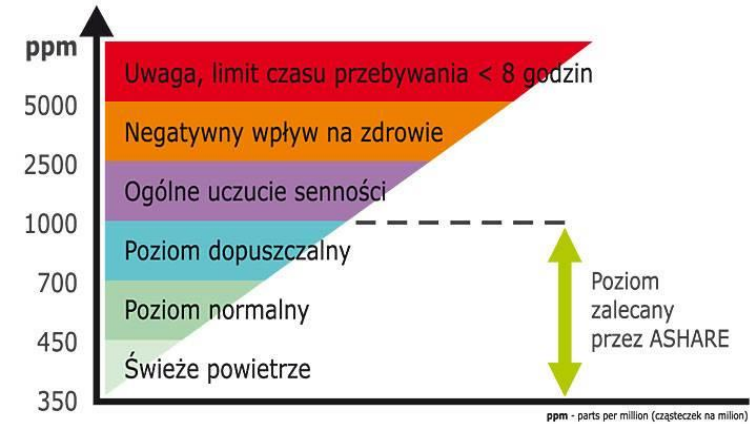 ppm
Uwaga, limit czasu przebywania < 8 godzin
5000
Negatywny wpływ na zdrowie
2500
Ogólne uczucie senności
1000
Poziom dopuszczalny
700
Poziom normalny
450
Świeże powietrze
350
Poziom
zalecany
przez ASHARE
ppm - parts per million (cząsteczek na milion)